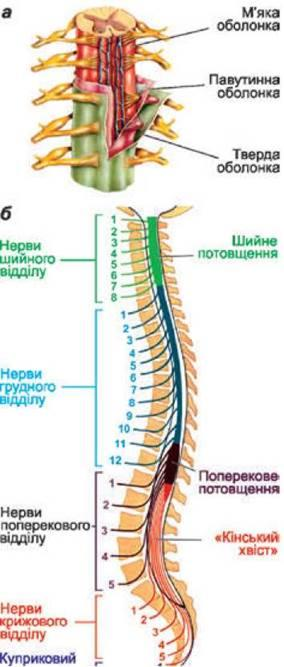 а
М'яка
оболонка
Павутинна
оболонка
Тверда
оболонка
б
Нерви
шийного
відділу
1
2
3
4
5
6
7
8
Шийне
потовщення
Нерви
грудного
відділу
1
2
3
4
5
6
7
8
9
10
11
12
Поперекове
потовщення
Нерви
поперекового
відділу
1
2
3
4
5
«Кінський
хвіст»
Нерви
крижового
відділу
1
2
3
4
5
Куприковий